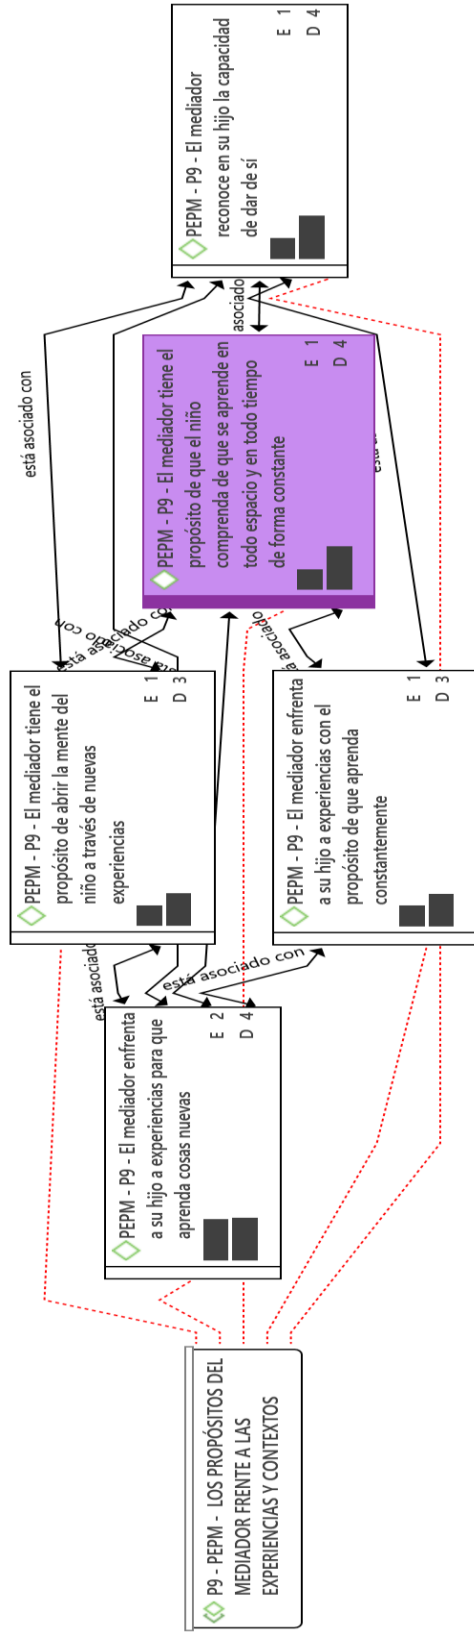 P9 - PEPM - LOS PROPÓSITOS DEL
MEDIADOR FRENTE A LAS
EXPERIENCIAS Y CONTEXTOS
PEPM - P9 - El mediador enfrenta
a su hijo a experiencias para que
aprenda cosas nuevas
E 2
D 4
PEPM - P9 - El mediador tiene el
propósito de abrir la mente del
niño a través de nuevas
experiencias
E 1
D 3
PEPM - P9 - El mediador enfrenta
a su hijo a experiencias con el
propósito de que aprenda
constantemente
E 1
D 3
PEPM - P9 - El mediador tiene el
propósito de que el niño
comprenda de que se aprende en
todo espacio y en todo tiempo
de forma constante
E 1
D 4
PEPM - P9 - El mediador
reconoce en su hijo la capacidad
de dar de sí
E 1
D 4
está asociado con
está asociado con
está asociado con
está asociado
está asociado con
asociado
asociado